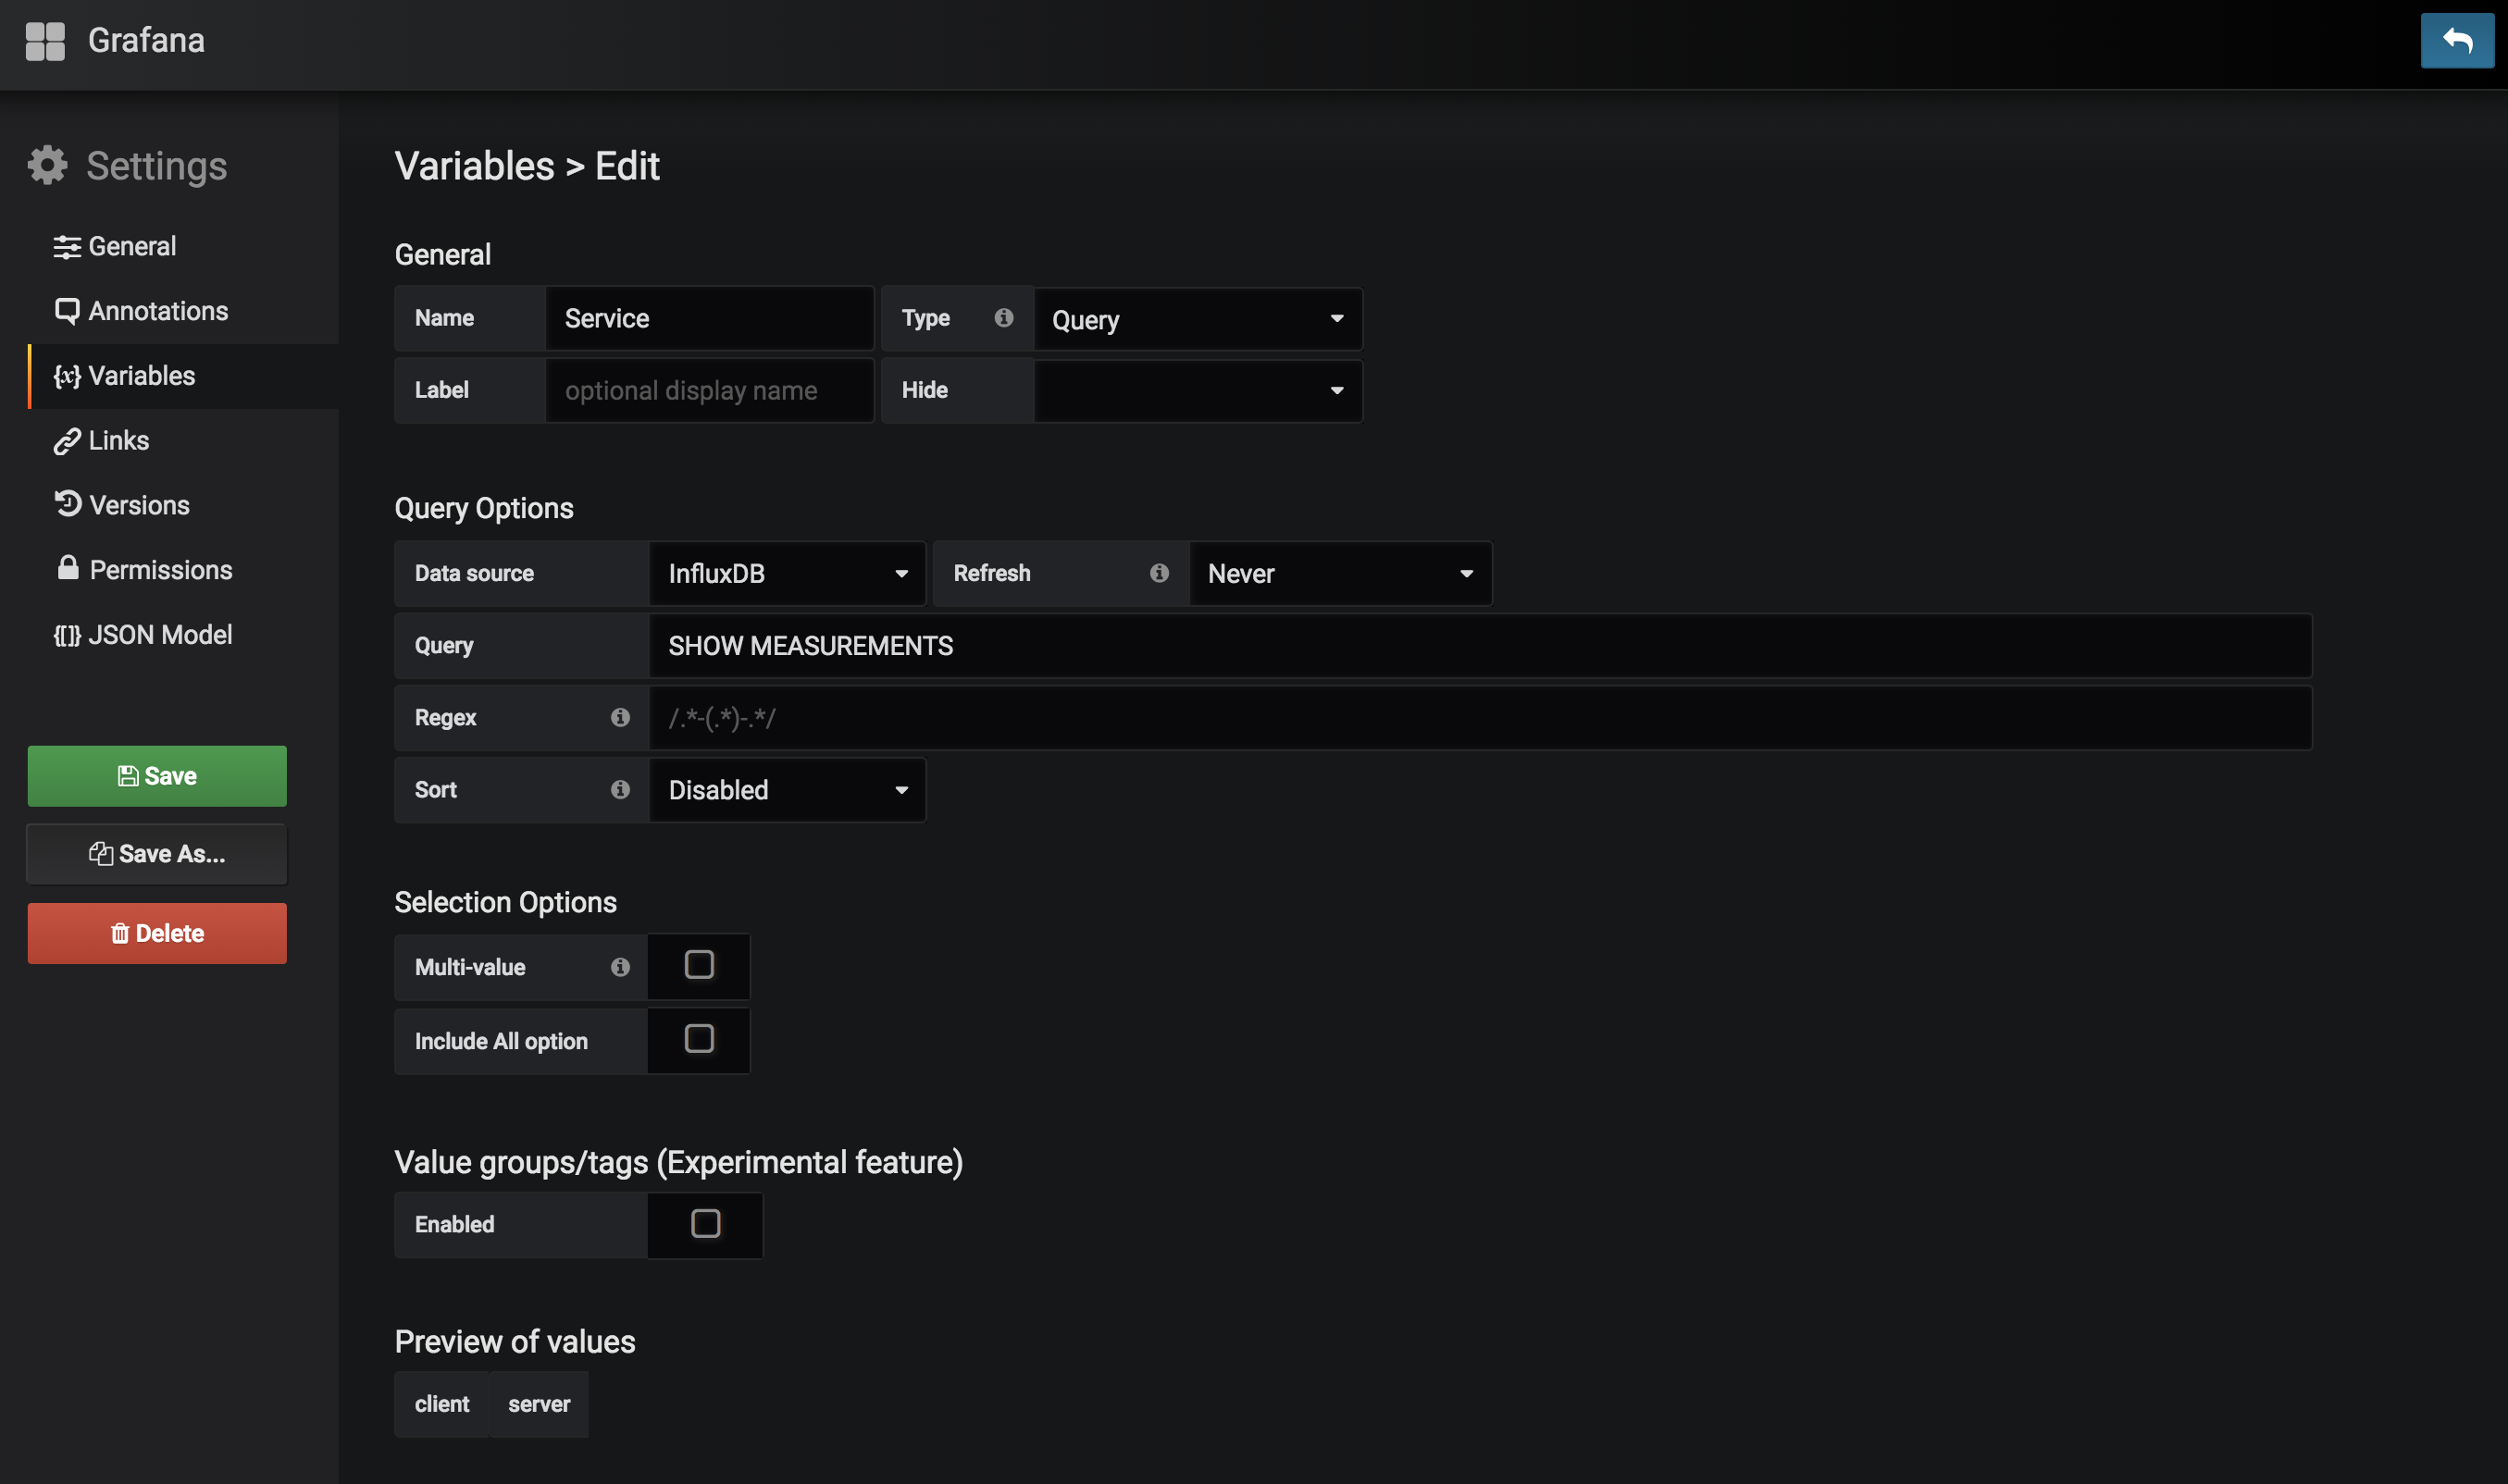 Grafana
Settings
General
Annotations
{x} Variables
Links
Versions
Permissions
{[]} JSON Model
Save
Save As...
Delete
Variables > Edit
General
Name Service Type Query
Label optional display name Hide
Query Options
Data source InfluxDB Refresh Never
Query SHOW MEASUREMENTS
Regex /.*-(.*)-.*/
Sort Disabled
Selection Options
Multi-value
Include All option
Value groups/tags (Experimental feature)
Enabled
Preview of values
client server